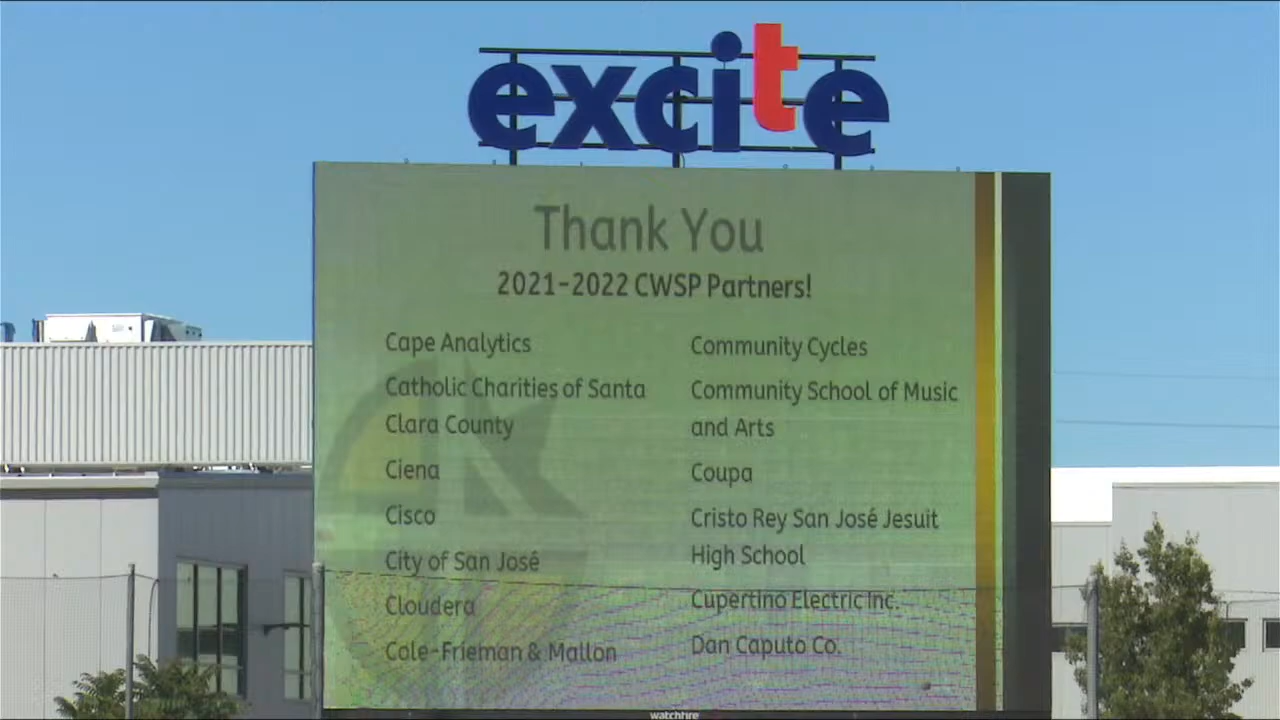 excite
Thank You
2021-2022 CWSP Partners!
Cape Analytics
Catholic Charities of Santa
Clara County
Ciena
Cisco
City of San José
Cloudera
Cole-Frieman & Mallon
Community Cycles
Community School of Music
and Arts
Coupa
Cristo Rey San José Jesuit
High School
Cupertino Electric Inc.
Dan Caputo Co.
watchfire